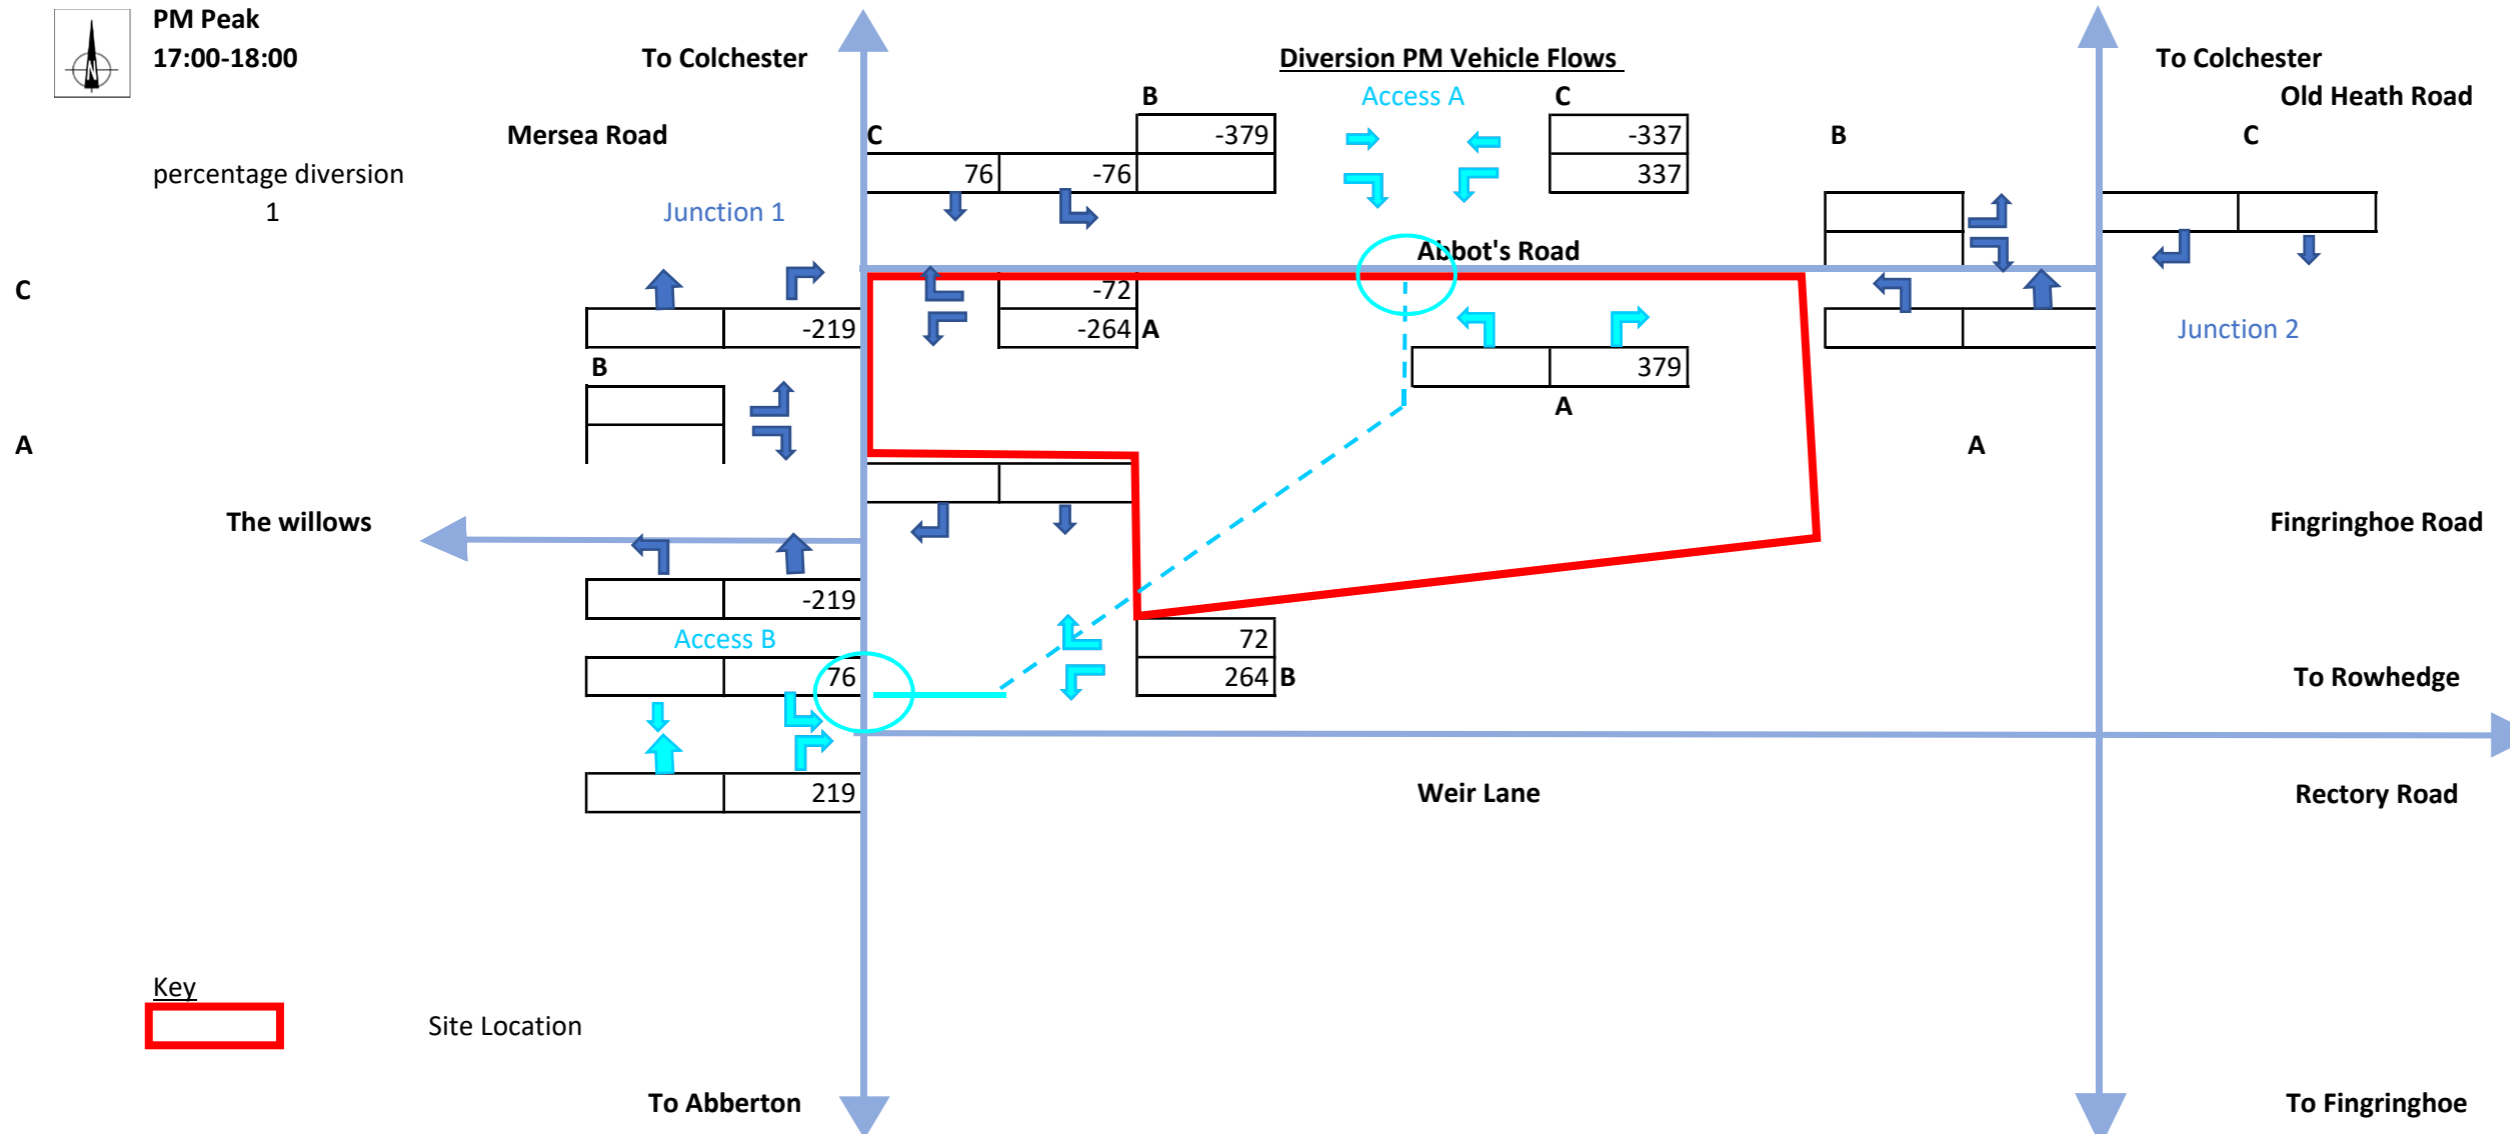 PM Peak
17:00-18:00
To Colchester
Diversion PM Vehicle Flows
To Colchester
B
Access A
C
Old Heath Road
Mersea Road
C
-379
-337
B
C
percentage diversion
76
-76
337
1
Junction 1
Abbot's Road
C
-72
-219
-264
A
Junction 2
B
379
A
A
A
The willows
Fingringhoe Road
-219
Access B
72
76
264
B
To Rowhedge
219
Weir Lane
Rectory Road
Key
Site Location
To Abberton
To Fingringhoe
N